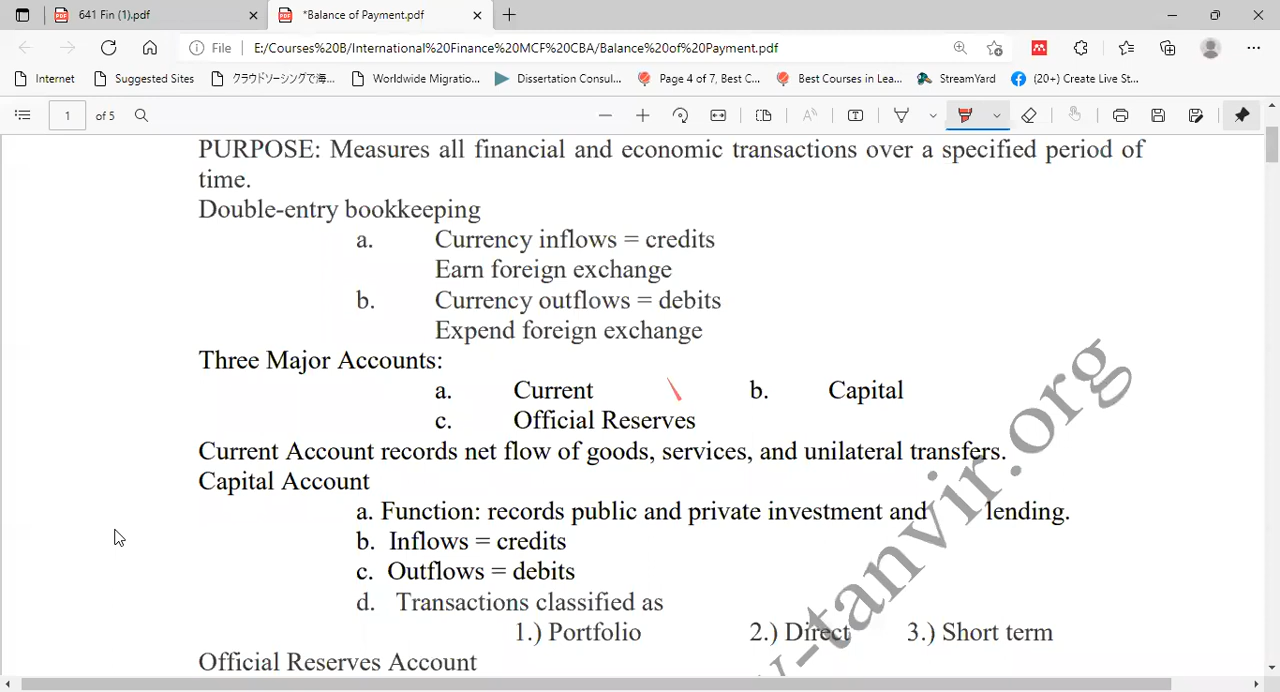 641 Fin (1).pdf
*Balance of Payment.pdf
File
E:/Courses%20B/International%20Finance%20MCF%20CBA/Balance%20of%20Payment.pdf
Internet
Suggested Sites
クラウドソーシングで海...
Worldwide Migratio...
Dissertation Consul...
Page 4 of 7, Best C...
Best Courses in Lea...
StreamYard
(20+) Create Live St...
1 of 5
PURPOSE: Measures all financial and economic transactions over a specified period of
time.
Double-entry bookkeeping
a. Currency inflows = credits
Earn foreign exchange
b. Currency outflows = debits
Expend foreign exchange
Three Major Accounts:
a. Current b. Capital
c. Official Reserves
Current Account records net flow of goods, services, and unilateral transfers.
Capital Account
a. Function: records public and private investment and lending.
b. Inflows = credits
c. Outflows = debits
d. Transactions classified as
1.) Portfolio 2.) Direct 3.) Short term
Official Reserves Account
-tanvir.org